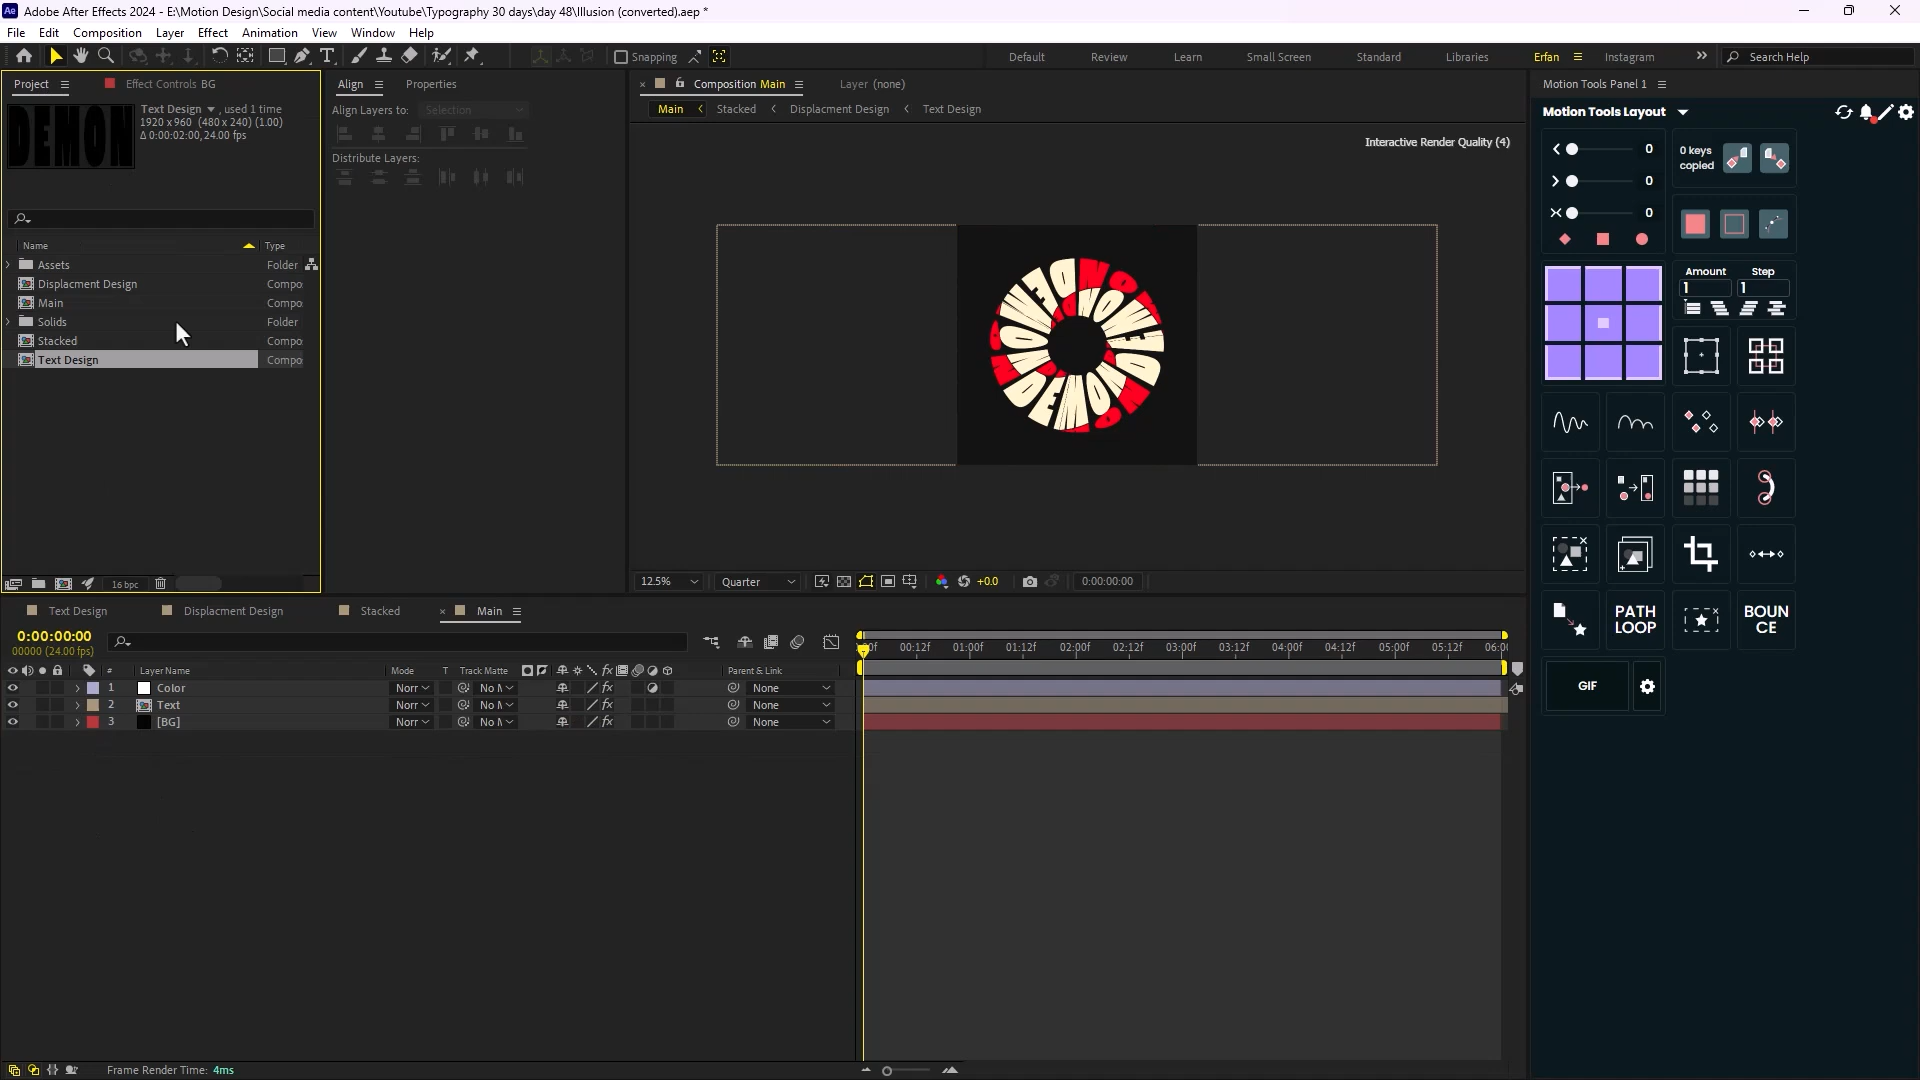 Adobe After Effects 2024 - E:\Motion Design\Social media content\Youtube\Typography 30 days\day 48\Illusion (converted).aep *
File Edit Composition Layer Effect Animation View Window Help
Snapping
Default Review Learn Small Screen Standard Libraries Erfan Instagram Search Help
Project Effect Controls BG
Text Design , used 1 time
1920 x 960 (480 x 240) (1.00)
Δ 0:00:02:00, 24.00 fps
DEMON
Name Type
Assets Folder
Displacment Design Compo
Main Compo
Solids Folder
Stacked Compo
Text Design Compo
16 bpc
Align Properties
Align Layers to: Selection
Distribute Layers:
Composition Main Layer (none)
Main Stacked Displacment Design Text Design
Interactive Render Quality (4)
12.5% Quarter +0.0 0:00:00:00
Motion Tools Panel 1
Motion Tools Layout
0
0
0
0 keys
copied
Amount Step
1 1
PATH
LOOP
BOUN
CE
GIF
Text Design Displacment Design Stacked Main
0:00:00:00
00000 (24.00 fps)
# Layer Name Mode T Track Matte Parent & Link
1 Color Norr No M None
2 Text Norr No M None
3 [BG] Norr No M None
00:12f 01:00f 01:12f 02:00f 02:12f 03:00f 03:12f 04:00f 04:12f 05:00f 05:12f 06:0
Frame Render Time: 4ms